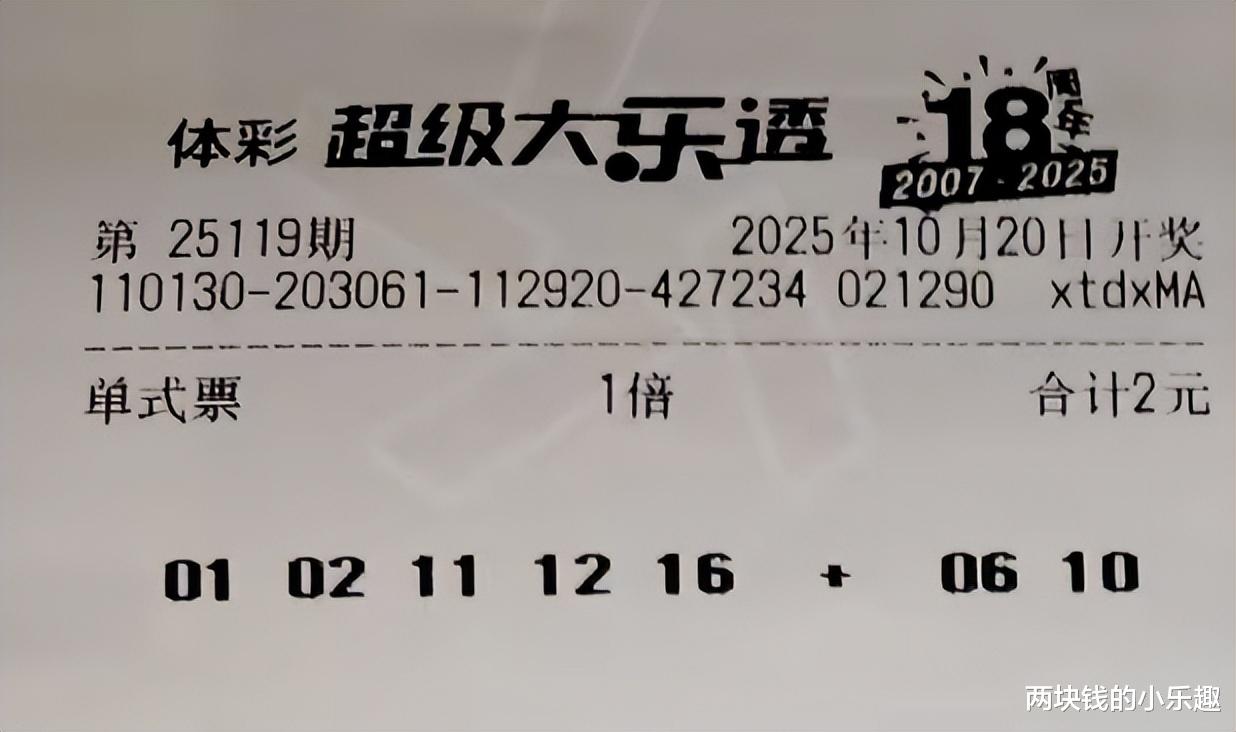 体彩 超级大乐透 18周年
2007-2025
第 25119期 2025年10月20日开奖
110130-203061-112920-427234 021290 xtdxMA
单式票 1倍 合计2元
01 02 11 12 16 + 06 10
两块钱的小乐趣